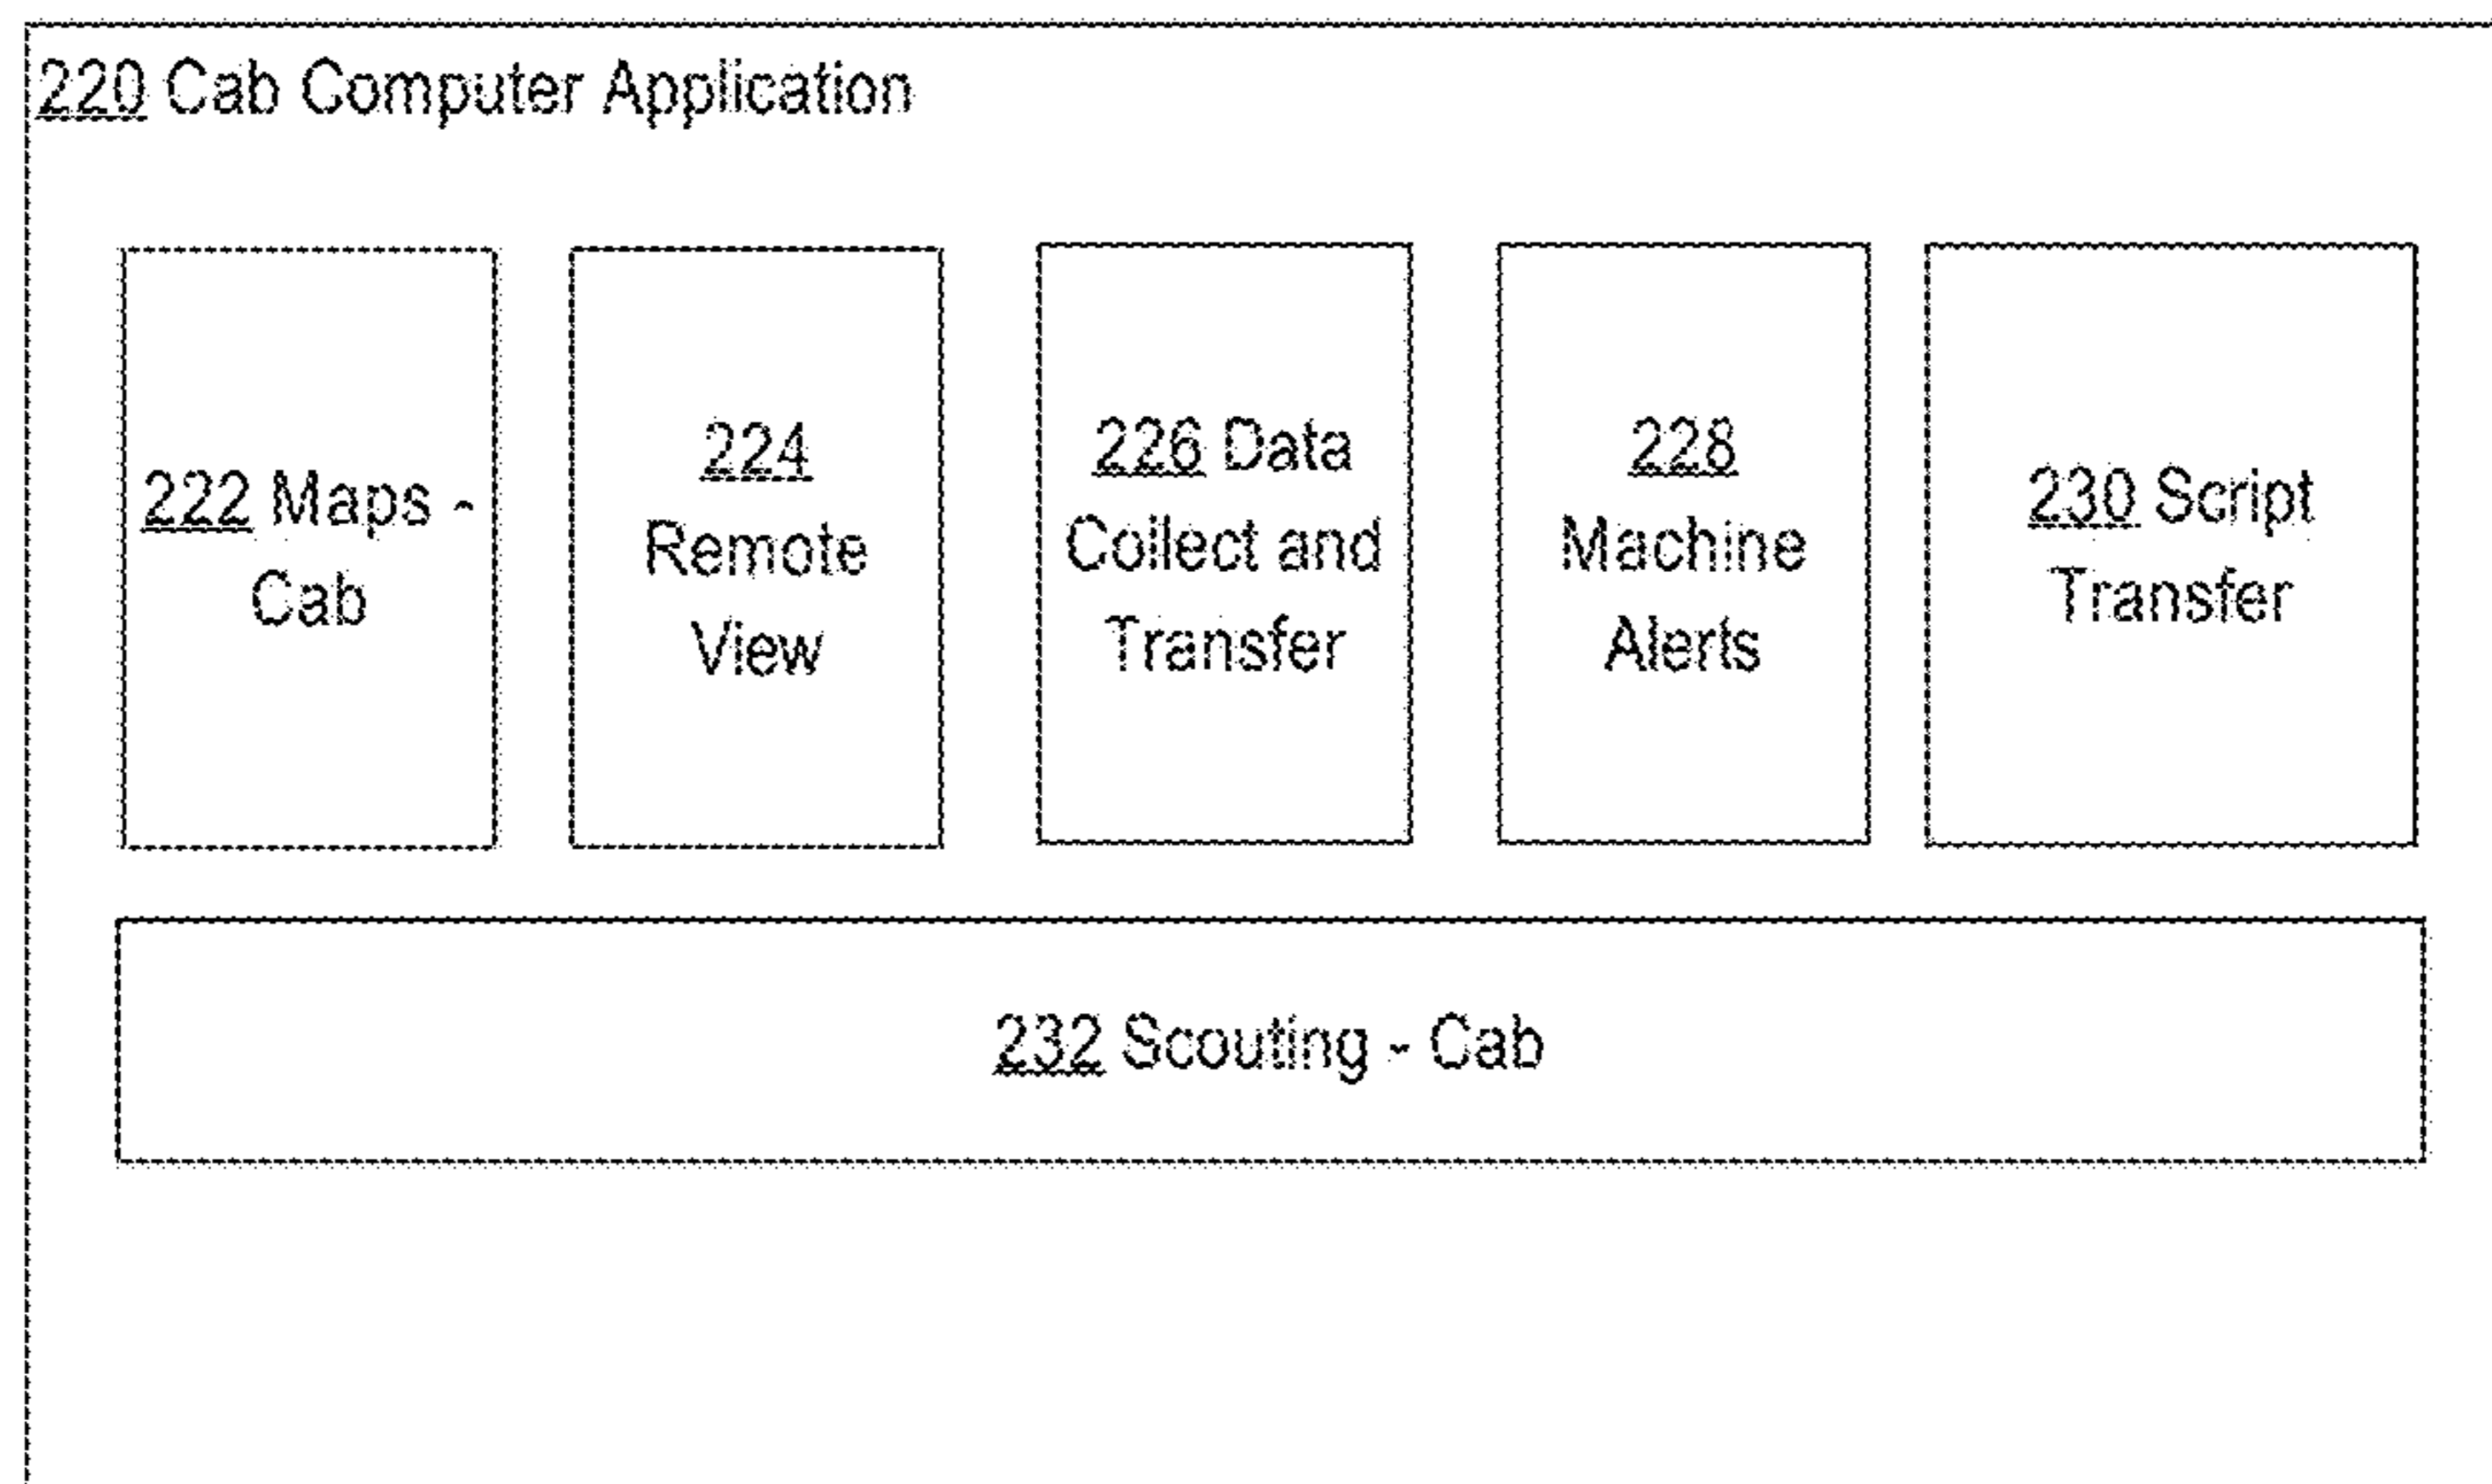 220 Cab Computer Application
222 Maps -
Cab
224
Remote
View
226 Data
Collect and
Transfer
228
Machine
Alerts
230 Script
Transfer
232 Scouting - Cab